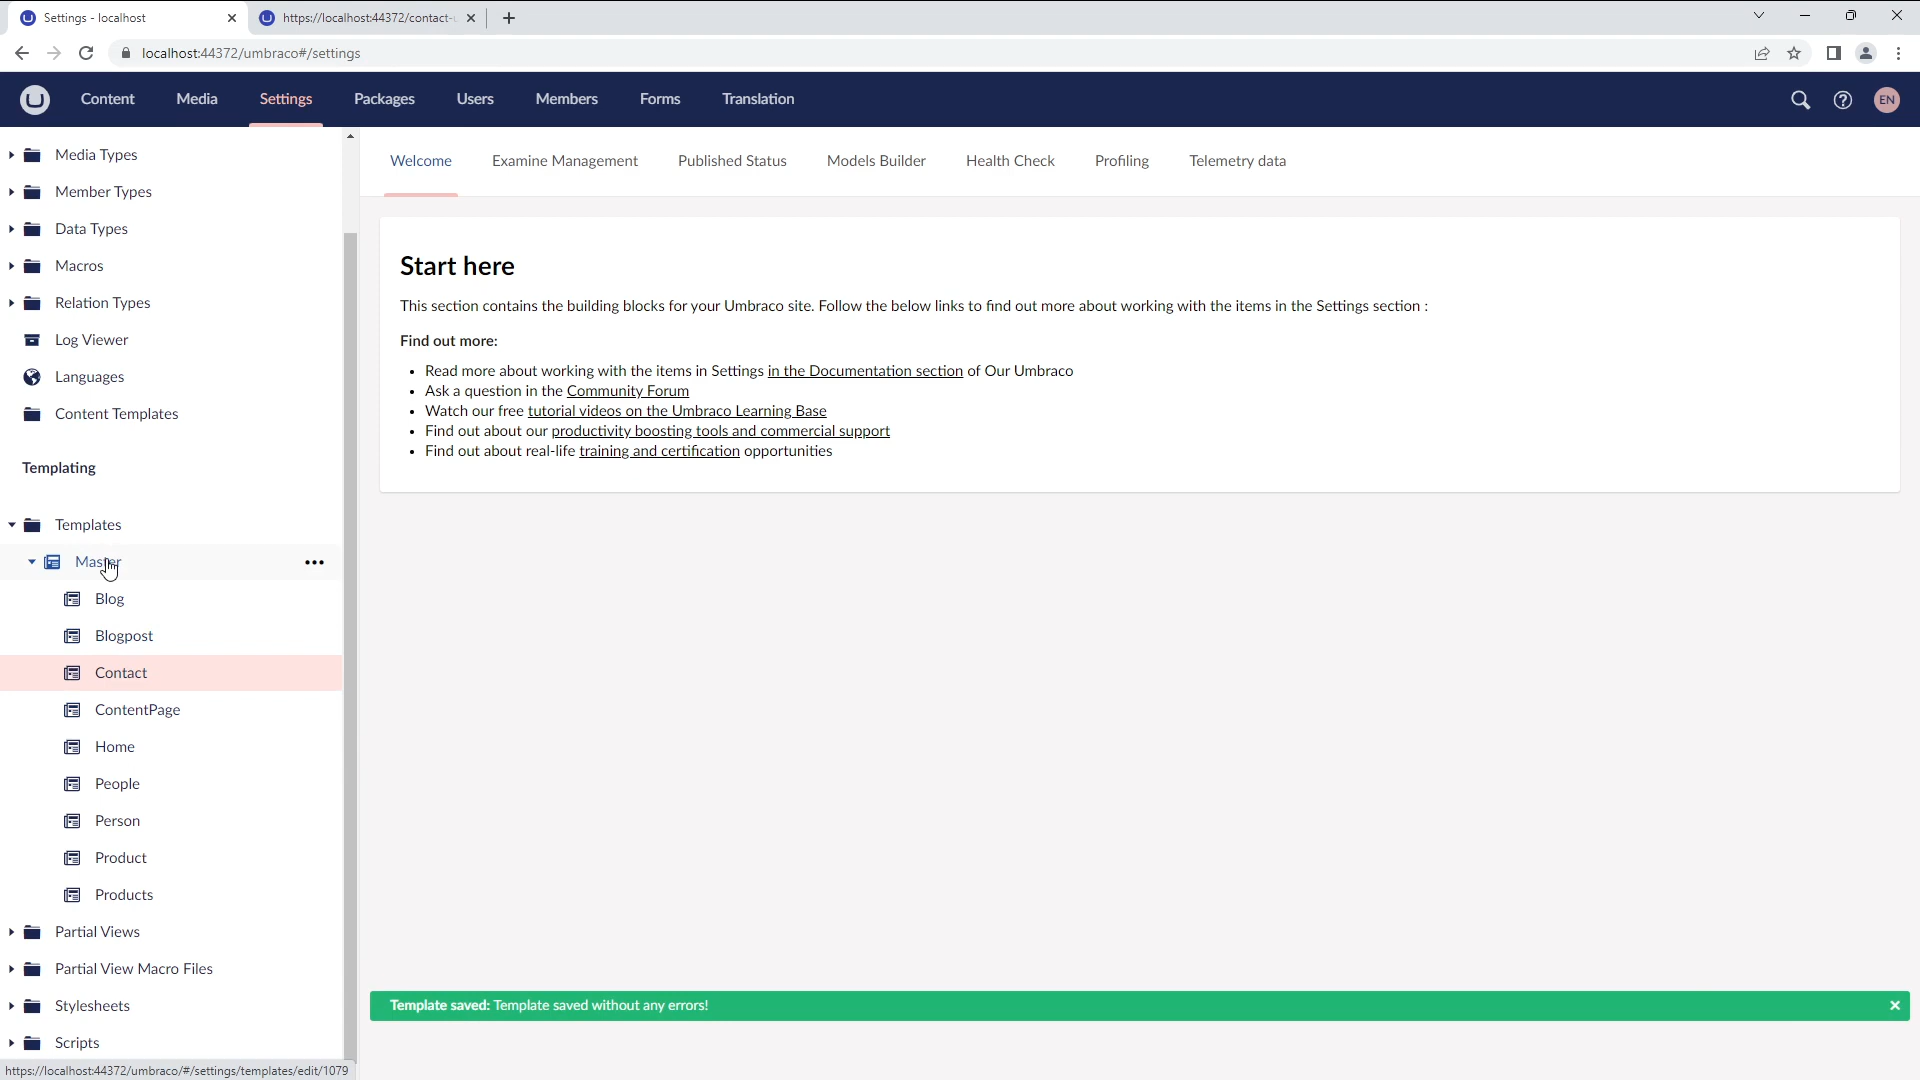 Settings - localhost
https://localhost:44372/contact-
localhost:44372/umbraco#/settings
Content Media Settings Packages Users Members Forms Translation
EN
Media Types
Member Types
Data Types
Macros
Relation Types
Log Viewer
Languages
Content Templates
Templating
Templates
Master
Blog
Blogpost
Contact
ContentPage
Home
People
Person
Product
Products
Partial Views
Partial View Macro Files
Stylesheets
Scripts
https://localhost:44372/umbraco/#/settings/templates/edit/1079
Welcome Examine Management Published Status Models Builder Health Check Profiling Telemetry data
Start here
This section contains the building blocks for your Umbraco site. Follow the below links to find out more about working with the items in the Settings section :
Find out more:
• Read more about working with the items in Settings in the Documentation section of Our Umbraco
• Ask a question in the Community Forum
• Watch our free tutorial videos on the Umbraco Learning Base
• Find out about our productivity boosting tools and commercial support
• Find out about real-life training and certification opportunities
Template saved: Template saved without any errors!